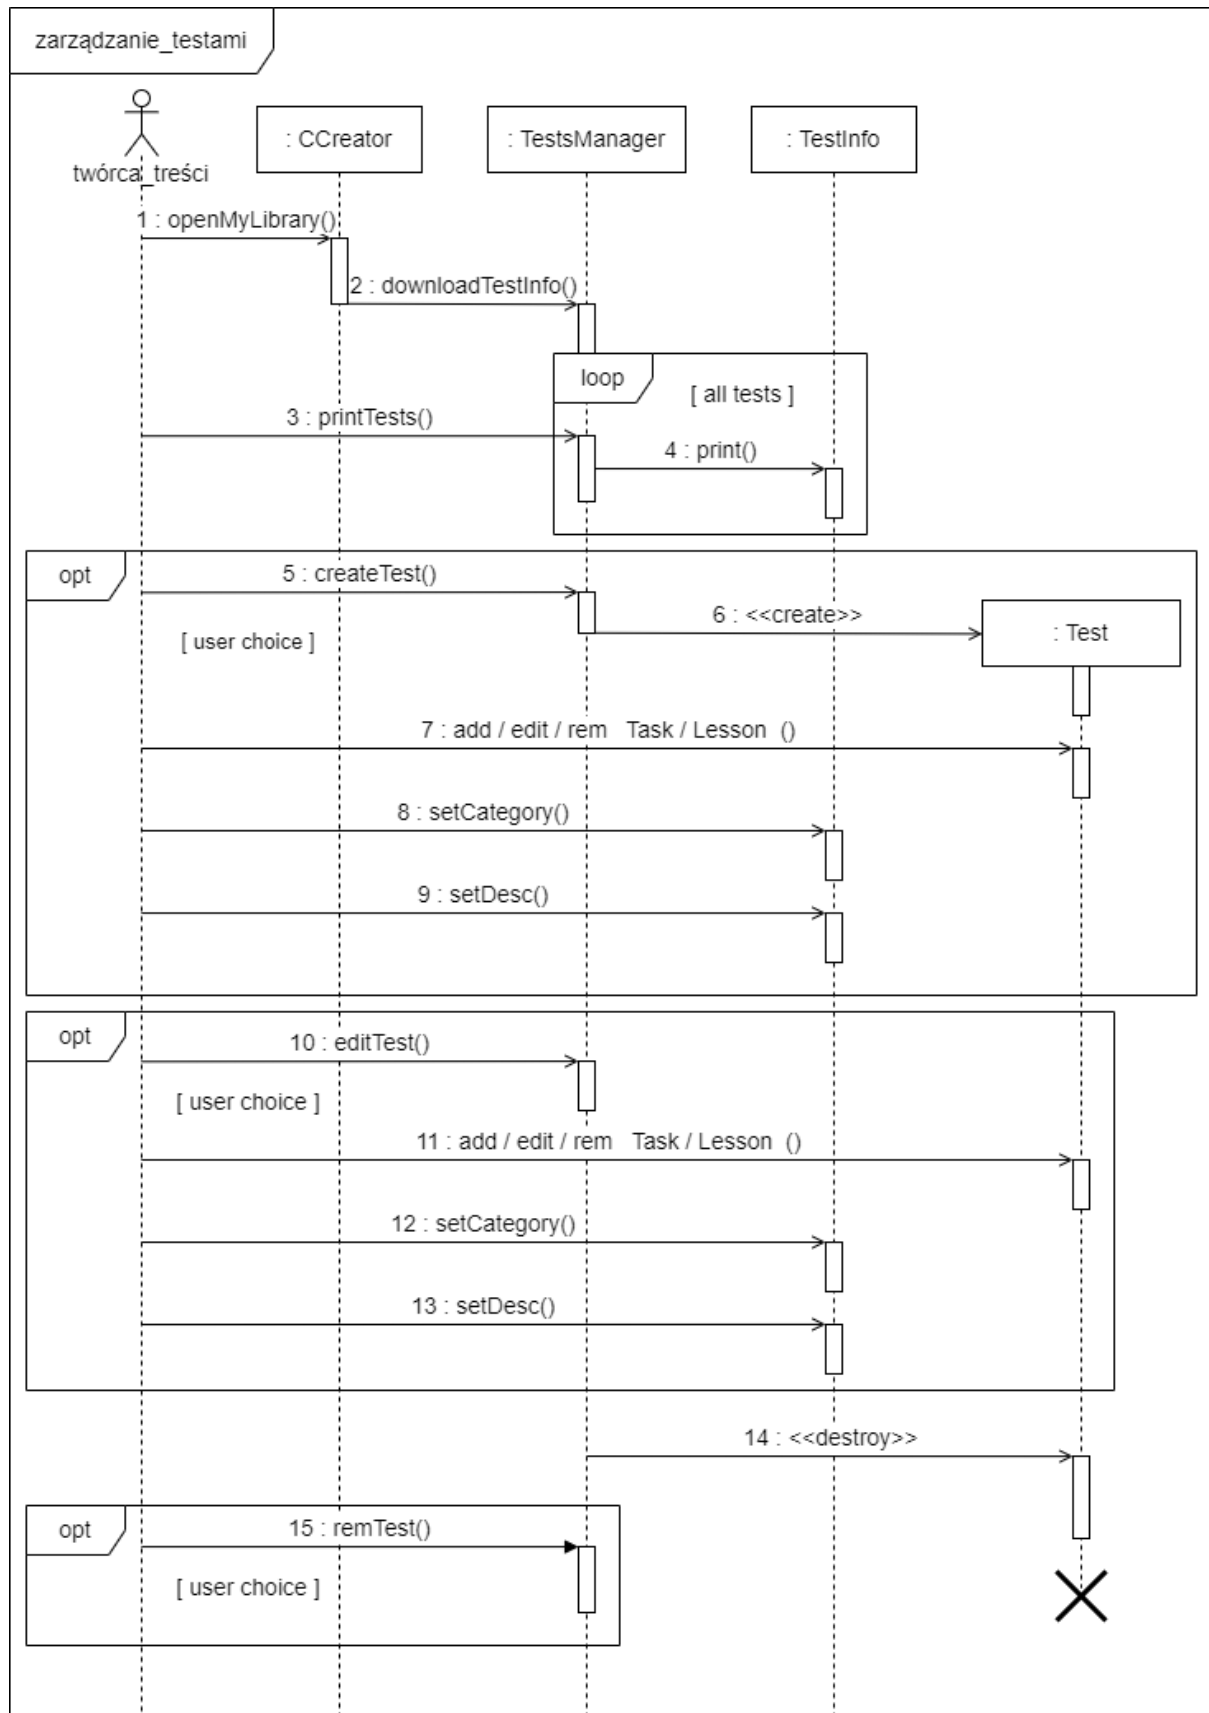 zarządzanie_testami
: CCreator
: TestsManager
: TestInfo
twórca_treści
1 : openMyLibrary()
2 : downloadTestInfo()
loop
[ all tests ]
3 : printTests()
4 : print()
opt
5 : createTest()
6 : <<create>>
: Test
[ user choice ]
7 : add / edit / rem Task / Lesson ()
8 : setCategory()
9 : setDesc()
opt
10 : editTest()
[ user choice ]
11 : add / edit / rem Task / Lesson ()
12 : setCategory()
13 : setDesc()
14 : <<destroy>>
opt
15 : remTest()
[ user choice ]